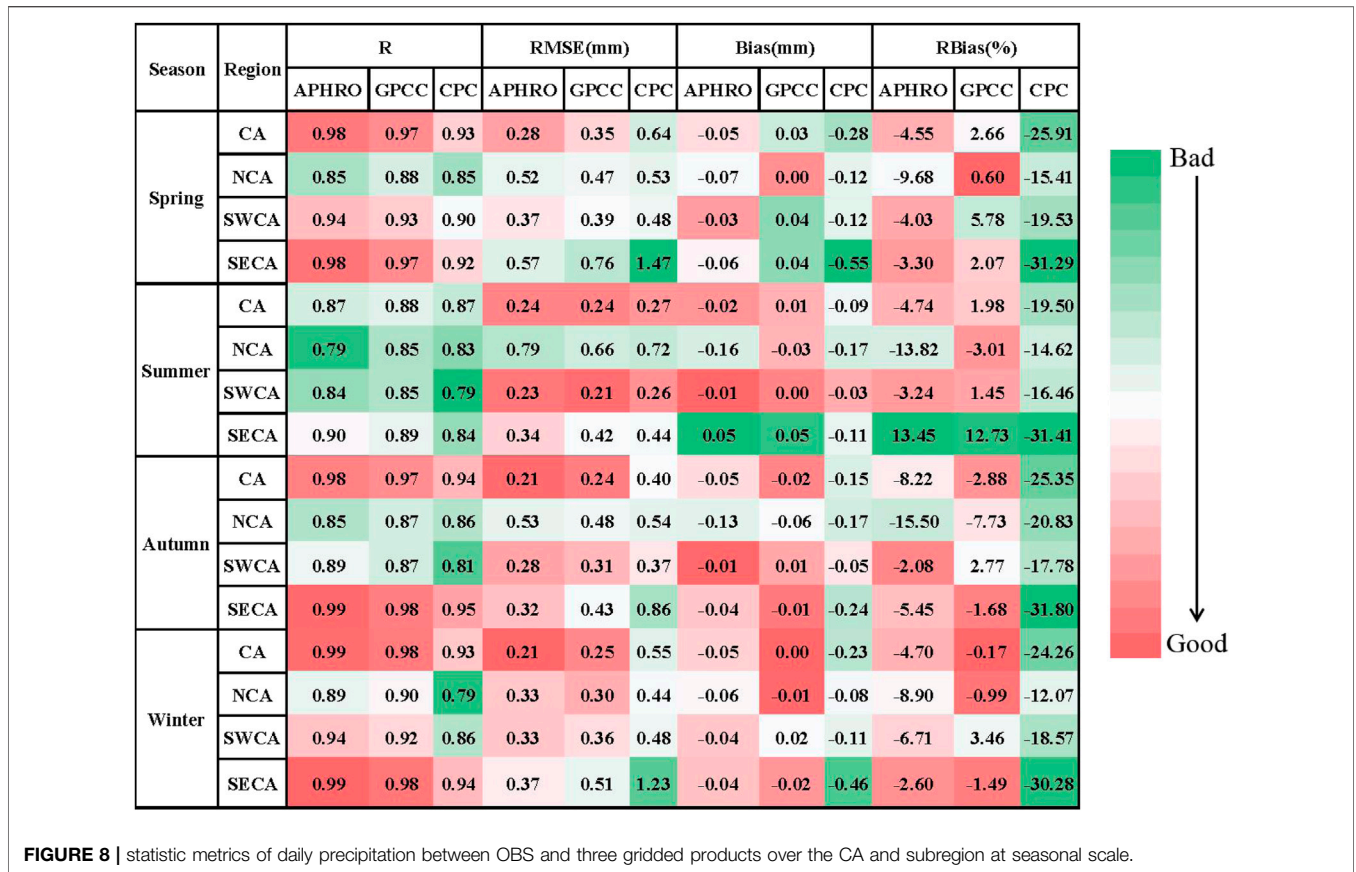 Season Region R RMSE(mm) Bias(mm) RBias(%)
APHRO GPCC CPC APHRO GPCC CPC APHRO GPCC CPC APHRO GPCC CPC
Spring
CA 0.98 0.97 0.93 0.28 0.35 0.64 -0.05 0.03 -0.28 -4.55 2.66 -25.91
NCA 0.85 0.88 0.85 0.52 0.47 0.53 -0.07 0.00 -0.12 -9.68 0.60 -15.41
SWCA 0.94 0.93 0.90 0.37 0.39 0.48 -0.03 0.04 -0.12 -4.03 5.78 -19.53
SECA 0.98 0.97 0.92 0.57 0.76 1.47 -0.06 0.04 -0.55 -3.30 2.07 -31.29
Summer
CA 0.87 0.88 0.87 0.24 0.24 0.27 -0.02 0.01 -0.09 -4.74 1.98 -19.50
NCA 0.79 0.85 0.83 0.79 0.66 0.72 -0.16 -0.03 -0.17 -13.82 -3.01 -14.62
SWCA 0.84 0.85 0.79 0.23 0.21 0.26 -0.01 0.00 -0.03 -3.24 1.45 -16.46
SECA 0.90 0.89 0.84 0.34 0.42 0.44 0.05 0.05 -0.11 13.45 12.73 -31.41
Autumn
CA 0.98 0.97 0.94 0.21 0.24 0.40 -0.05 -0.02 -0.15 -8.22 -2.88 -25.35
NCA 0.85 0.87 0.86 0.53 0.48 0.54 -0.13 -0.06 -0.17 -15.50 -7.73 -20.83
SWCA 0.89 0.87 0.81 0.28 0.31 0.37 -0.01 0.01 -0.05 -2.08 2.77 -17.78
SECA 0.99 0.98 0.95 0.32 0.43 0.86 -0.04 -0.01 -0.24 -5.45 -1.68 -31.80
Winter
CA 0.99 0.98 0.93 0.21 0.25 0.55 -0.05 0.00 -0.23 -4.70 -0.17 -24.26
NCA 0.89 0.90 0.79 0.33 0.30 0.44 -0.06 -0.01 -0.08 -8.90 -0.99 -12.07
SWCA 0.94 0.92 0.86 0.33 0.36 0.48 -0.04 0.02 -0.11 -6.71 3.46 -18.57
SECA 0.99 0.98 0.94 0.37 0.51 1.23 -0.04 -0.02 -0.46 -2.60 -1.49 -30.28
Bad
Good
FIGURE 8 | statistic metrics of daily precipitation between OBS and three gridded products over the CA and subregion at seasonal scale.